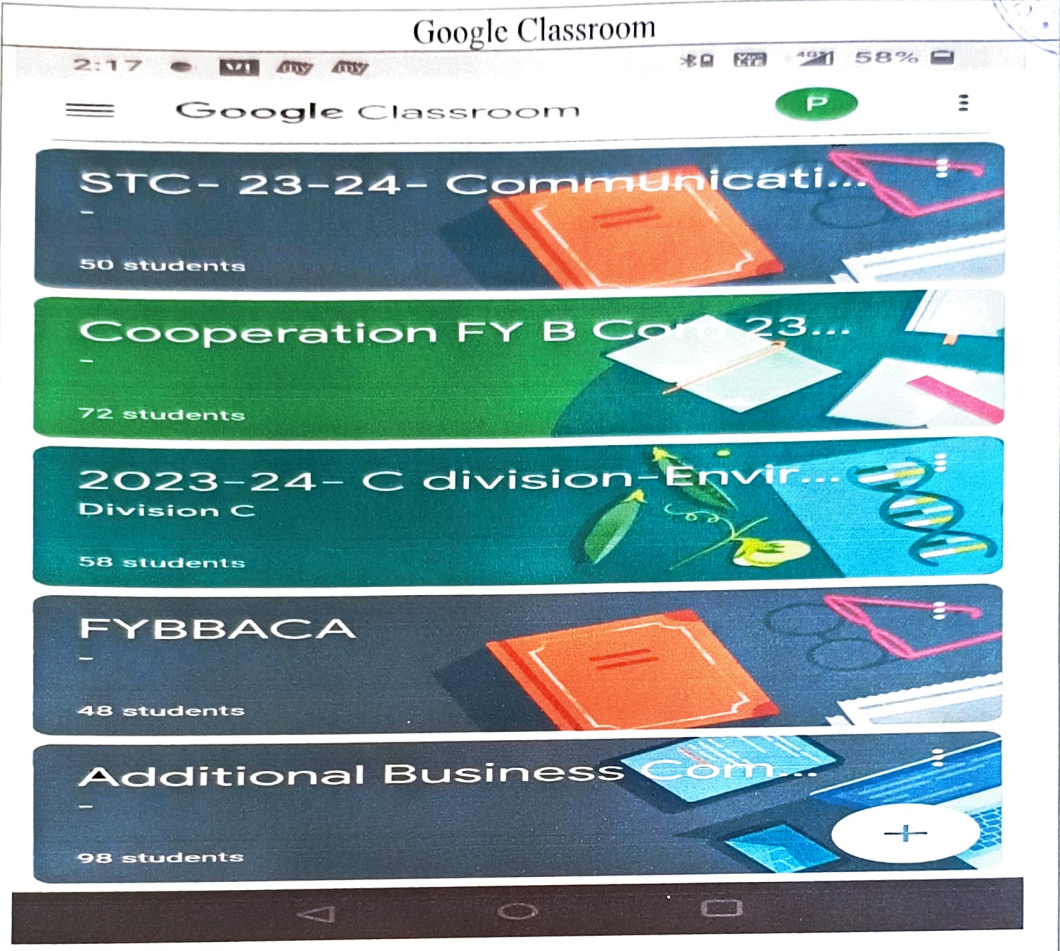 Google Classroom
2:17
58%
Google Classroom
P
STC- 23-24- Communicati...
-
50 students
Cooperation FY B Com 23...
-
72 students
2023-24- C division-Envir...
Division C
58 students
FYBBACA
-
48 students
Additional Business Com...
-
98 students